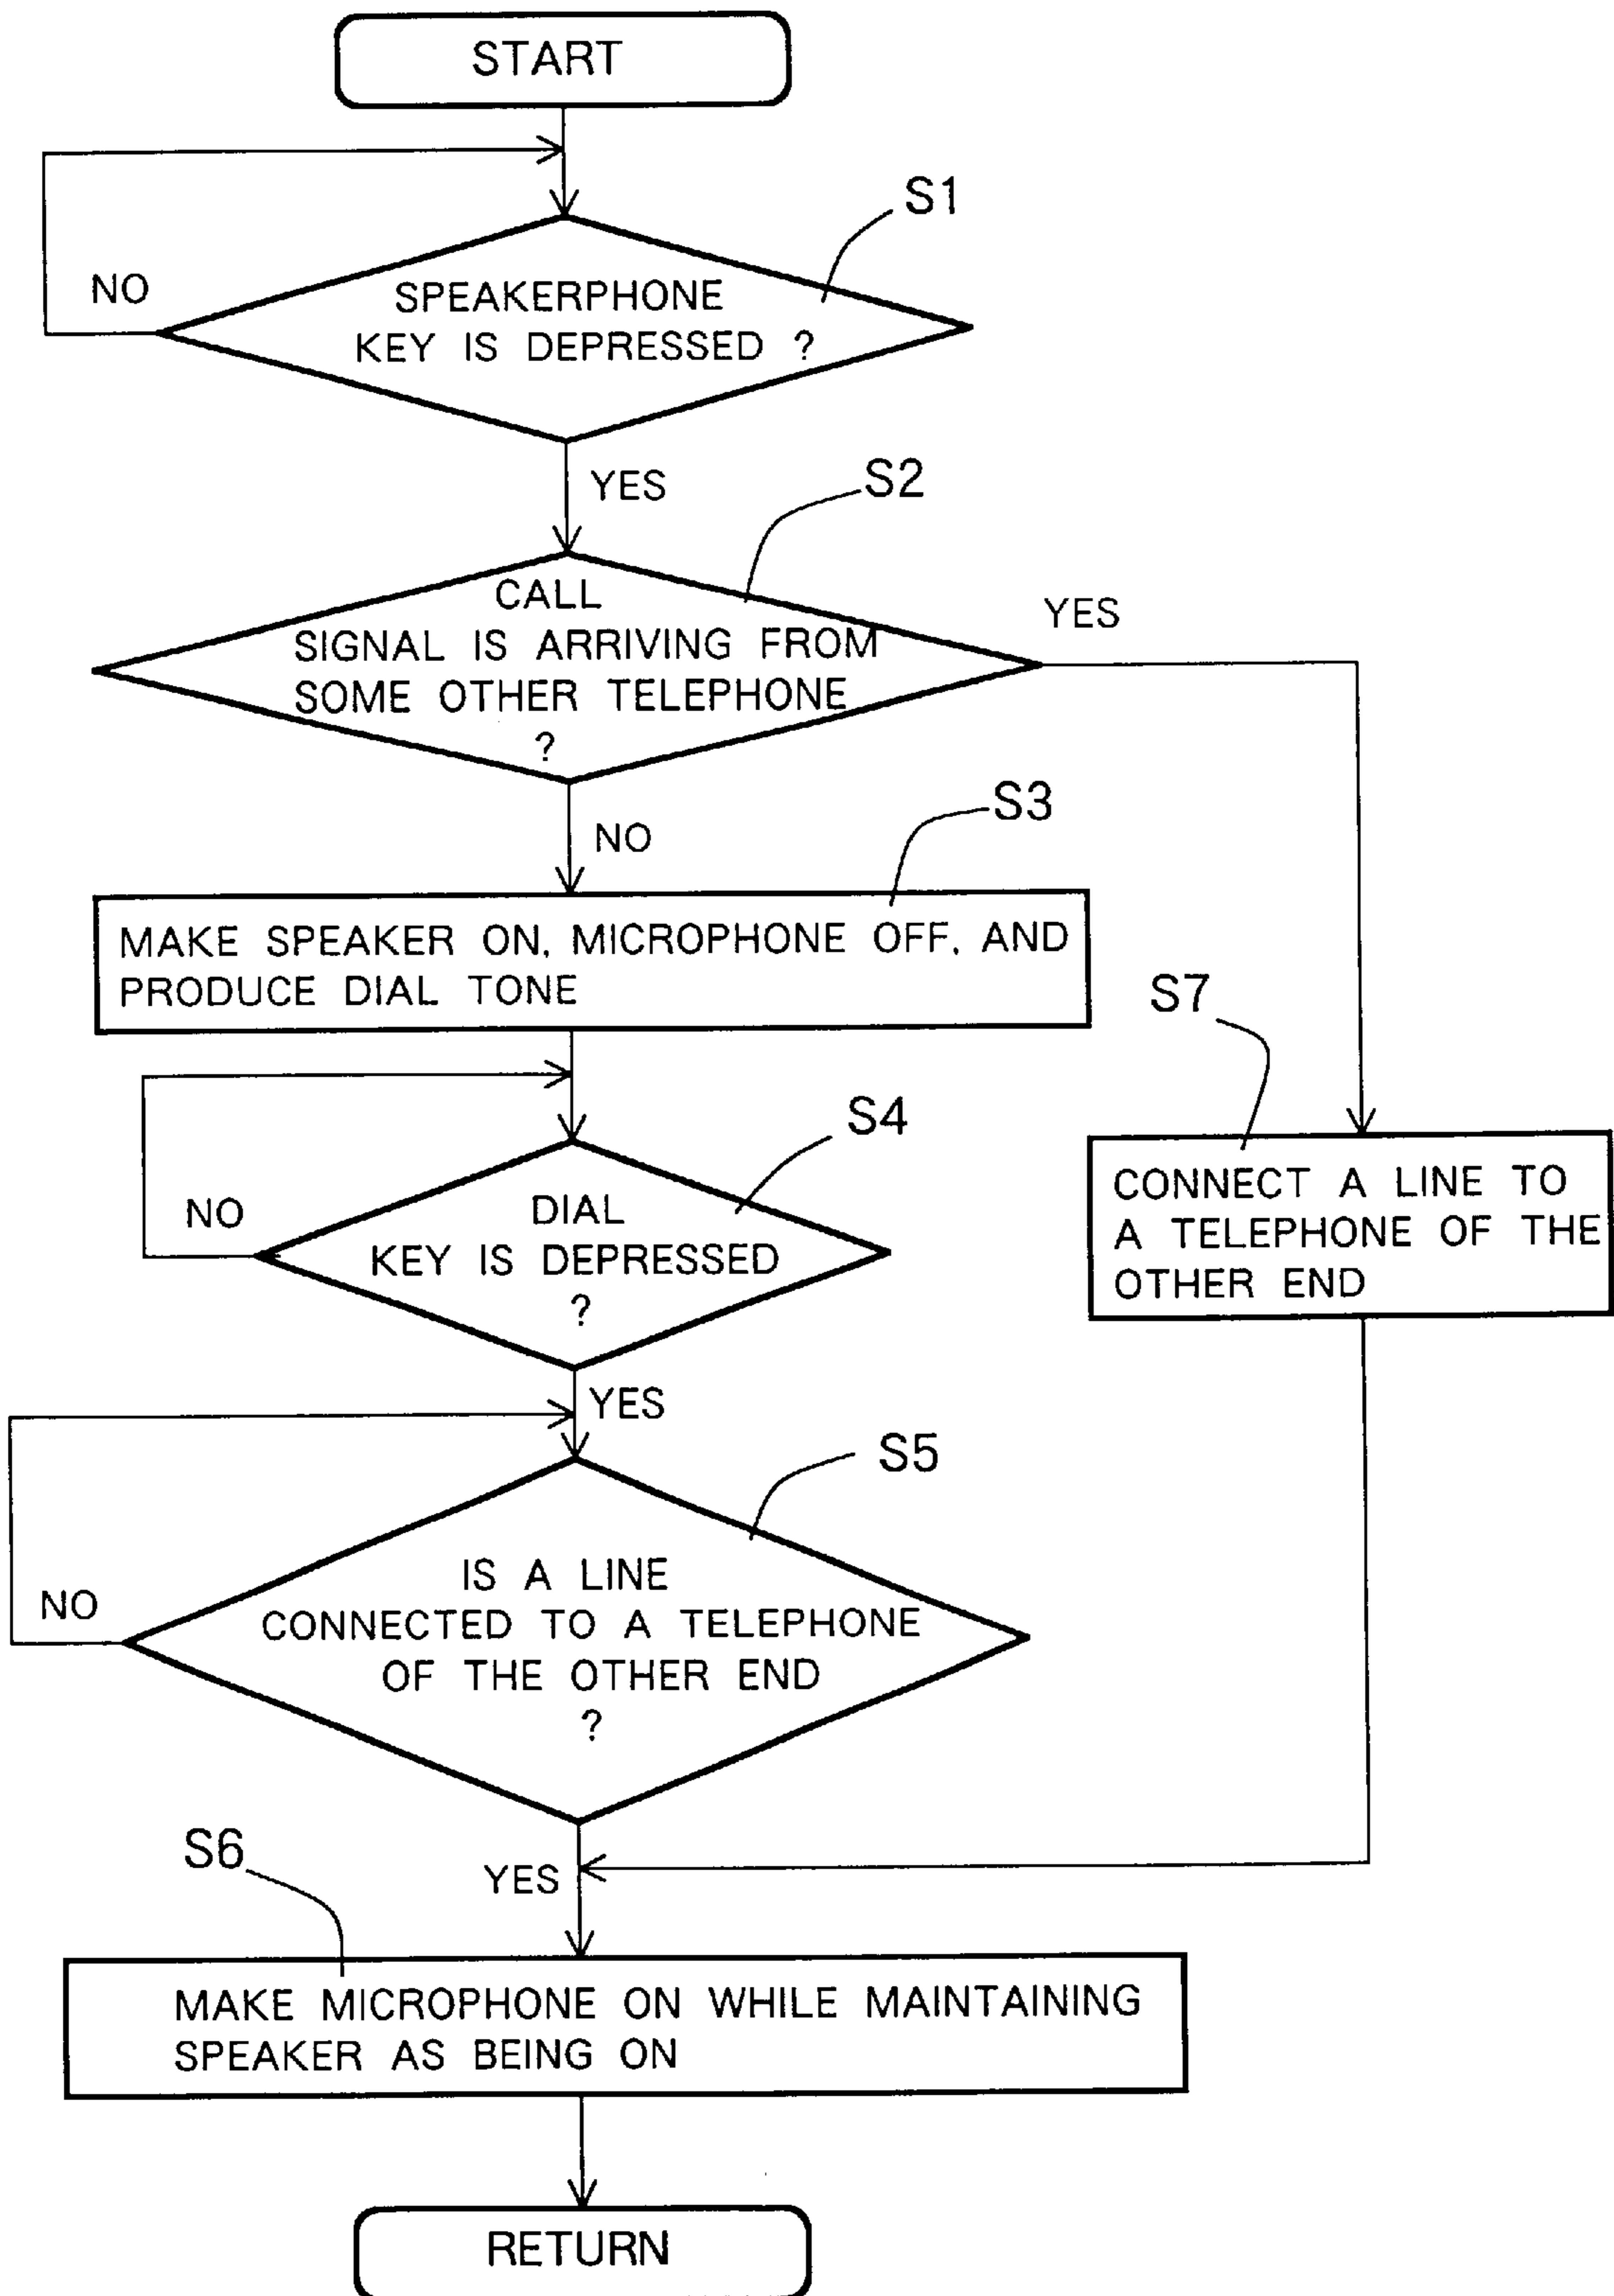 START
S1
NO
SPEAKERPHONE
KEY IS DEPRESSED ?
YES
S2
CALL
SIGNAL IS ARRIVING FROM
SOME OTHER TELEPHONE
?
YES
NO
S3
MAKE SPEAKER ON, MICROPHONE OFF, AND
PRODUCE DIAL TONE
S7
S4
NO
DIAL
KEY IS DEPRESSED
?
CONNECT A LINE TO
A TELEPHONE OF THE
OTHER END
YES
S5
NO
IS A LINE
CONNECTED TO A TELEPHONE
OF THE OTHER END
?
S6
YES
MAKE MICROPHONE ON WHILE MAINTAINING
SPEAKER AS BEING ON
RETURN